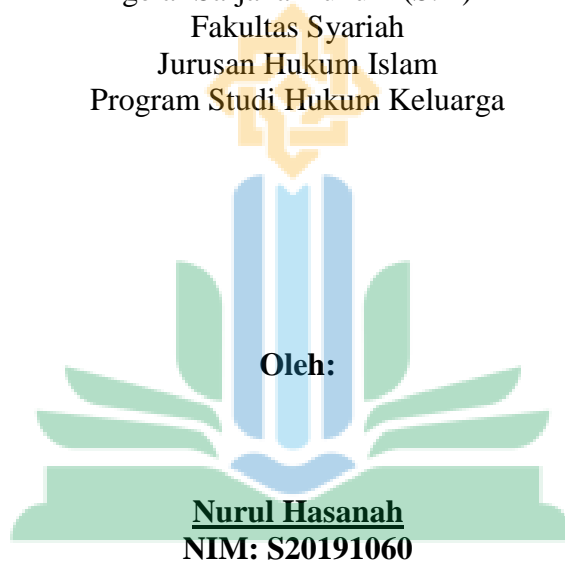 Fakultas Syariah
Jurusan Hukum Islam
Program Studi Hukum Keluarga
Oleh:
Nurul Hasanah
NIM: S20191060